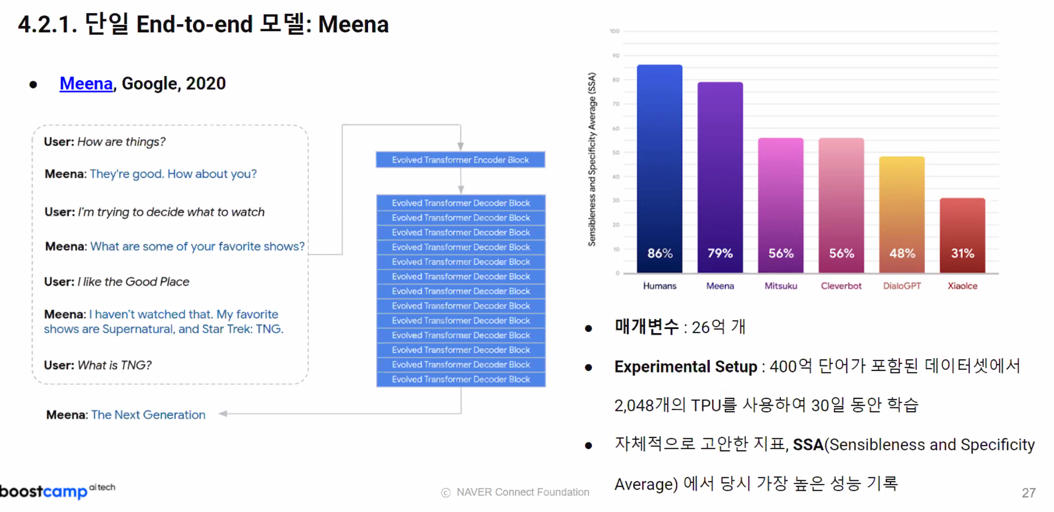 4.2.1. 단일 End-to-end 모델: Meena
● Meena, Google, 2020
User: How are things?
Meena: They're good. How about you?
User: I'm trying to decide what to watch
Meena: What are some of your favorite shows?
User: I like the Good Place
Meena: I haven't watched that. My favorite
shows are Supernatural, and Star Trek: TNG.
User: What is TNG?
Meena: The Next Generation
Evolved Transformer Encoder Block
Evolved Transformer Decoder Block
Evolved Transformer Decoder Block
Evolved Transformer Decoder Block
Evolved Transformer Decoder Block
Evolved Transformer Decoder Block
Evolved Transformer Decoder Block
Evolved Transformer Decoder Block
Evolved Transformer Decoder Block
Evolved Transformer Decoder Block
Evolved Transformer Decoder Block
Evolved Transformer Decoder Block
Evolved Transformer Decoder Block
Evolved Transformer Decoder Block
Sensibleness and Specificity Average (SSA)
100
90
80
70
60
50
40
30
20
10
0
86% 79% 56% 56% 48% 31%
Humans Meena Mitsuku Cleverbot DialoGPT XiaoIce
● 매개변수 : 26억 개
● Experimental Setup : 400억 단어가 포함된 데이터셋에서
2,048개의 TPU를 사용하여 30일 동안 학습
● 자체적으로 고안한 지표, SSA(Sensibleness and Specificity
Average) 에서 당시 가장 높은 성능 기록
boostcamp ai tech
ⓒ NAVER Connect Foundation
27